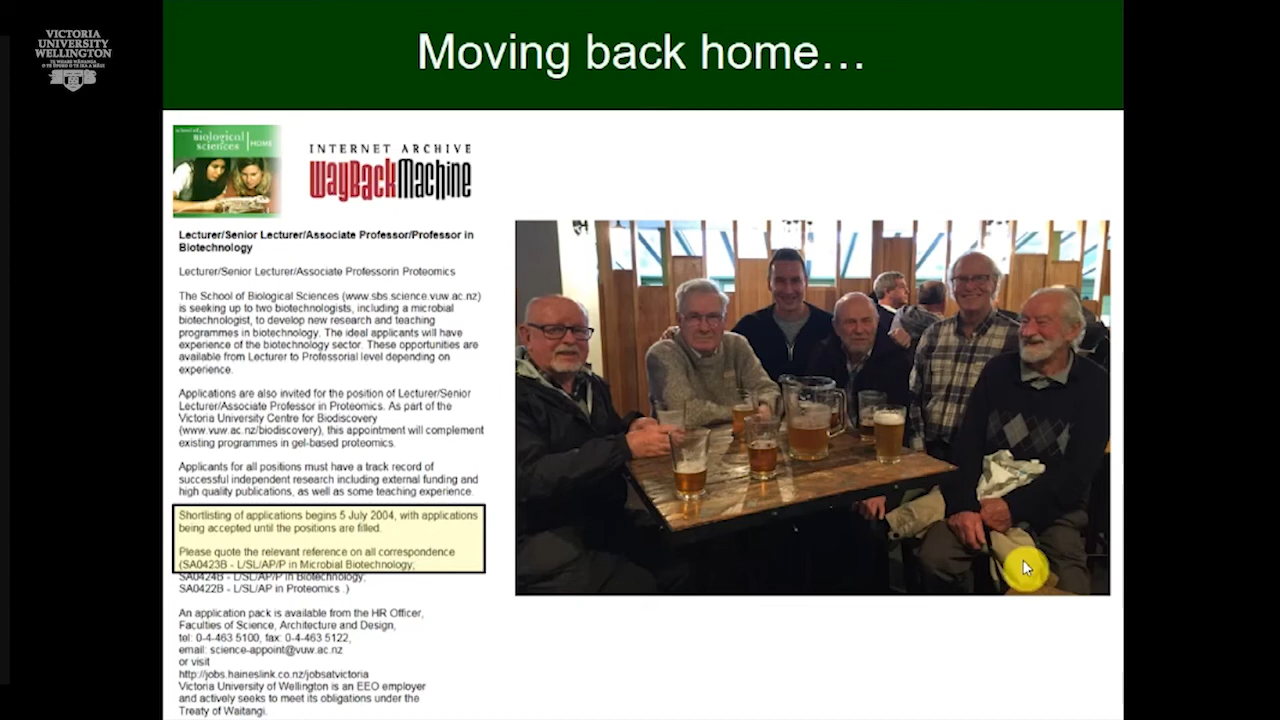 VICTORIA
UNIVERSITY
WELLINGTON
TE WHARE WĀNANGA
O TE ŪPOKO O TE IKA A MĀUI
Moving back home…
school of
biological
sciences
HOME
INTERNET ARCHIVE
WayBackMachine
Lecturer/Senior Lecturer/Associate Professor/Professor in
Biotechnology
Lecturer/Senior Lecturer/Associate Professorin Proteomics
The School of Biological Sciences (www.sbs.science.vuw.ac.nz)
is seeking up to two biotechnologists, including a microbial
biotechnologist, to develop new research and teaching
programmes in biotechnology. The ideal applicants will have
experience of the biotechnology sector. These opportunities are
available from Lecturer to Professorial level depending on
experience.
Applications are also invited for the position of Lecturer/Senior
Lecturer/Associate Professor in Proteomics. As part of the
Victoria University Centre for Biodiscovery
(www.vuw.ac.nz/biodiscovery), this appointment will complement
existing programmes in gel-based proteomics.
Applicants for all positions must have a track record of
successful independent research including external funding and
high quality publications, as well as some teaching experience.
Shortlisting of applications begins 5 July 2004, with applications
being accepted until the positions are filled.
Please quote the relevant reference on all correspondence
(SA0423B - L/SL/AP/P in Microbial Biotechnology;
SA0424B - L/SL/AP/P in Biotechnology;
SA0422B - L/SL/AP in Proteomics .)
An application pack is available from the HR Officer,
Faculties of Science, Architecture and Design,
tel: 0-4-463 5100, fax: 0-4-463 5122,
email: science-appoint@vuw.ac.nz
or visit
http://jobs.haineslink.co.nz/jobsatvictoria
Victoria University of Wellington is an EEO employer
and actively seeks to meet its obligations under the
Treaty of Waitangi.